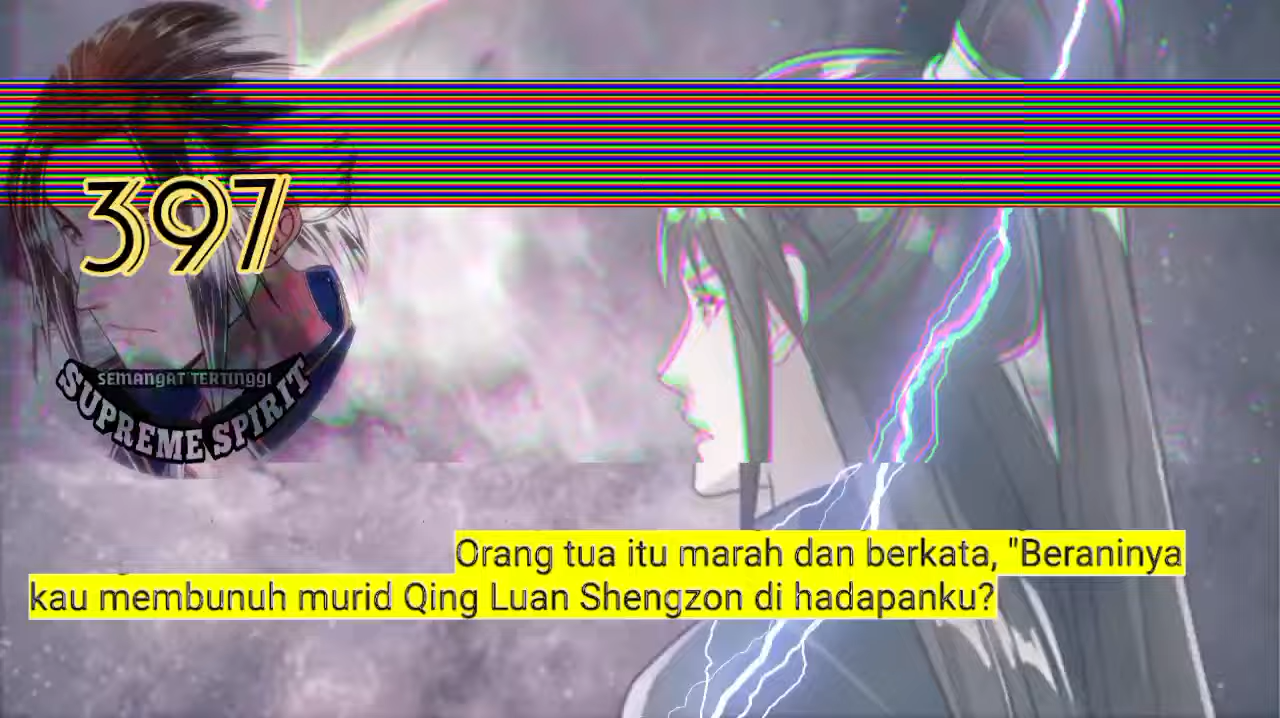 397
SEMANGAT TERTINGGI
SUPREME SPIRIT
Orang tua itu marah dan berkata, "Beraninya
kau membunuh murid Qing Luan Shengzon di hadapanku?